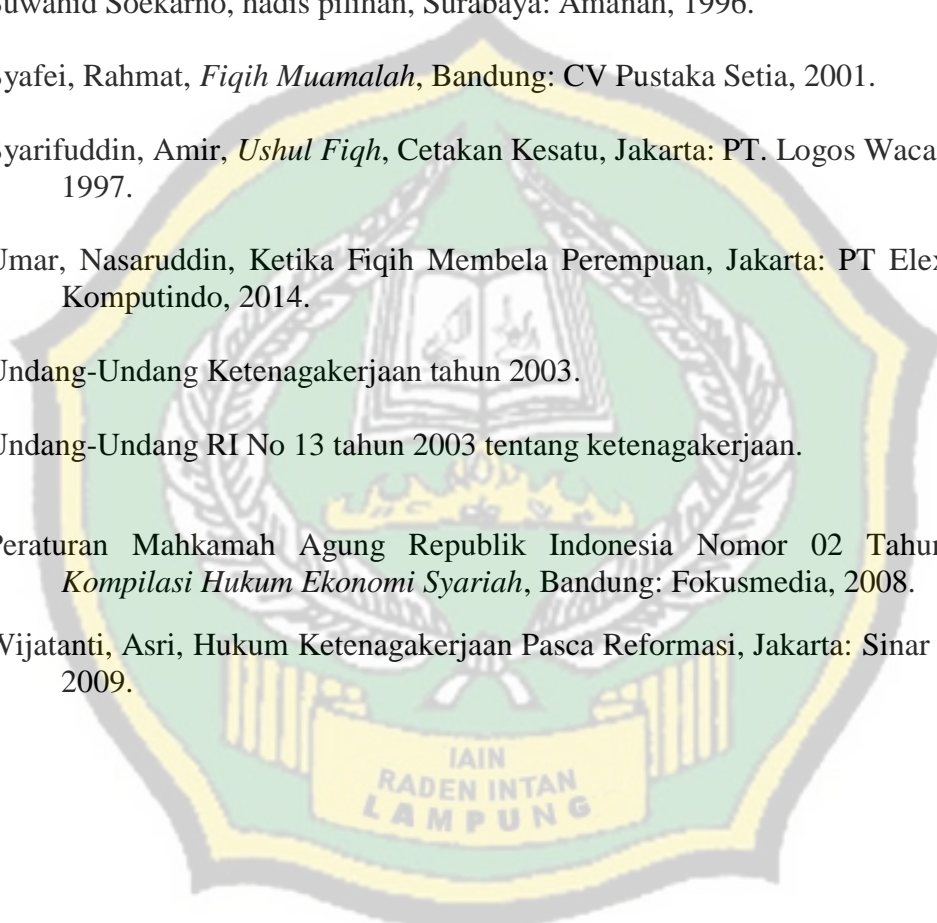 Suwahid Soekarno, hadis pilihan, Surabaya: Amanah, 1996.
yafei, Rahmat, Fiqih Muamalah, Bandung: CV Pustaka Setia, 2001.
yarifuddin, Amir, Ushul Fiqh, Cetakan Kesatu, Jakarta: PT. Logos Waca
1997.
Umar, Nasaruddin, Ketika Fiqih Membela Perempuan, Jakarta: PT Elex
Komputindo, 2014.
Undang-Undang Ketenagakerjaan tahun 2003.
Undang-Undang RI No 13 tahun 2003 tentang ketenagakerjaan.
Peraturan Mahkamah Agung Republik Indonesia Nomor 02 Tahun
Kompilasi Hukum Ekonomi Syariah, Bandung: Fokusmedia, 2008.
Wijatanti, Asri, Hukum Ketenagakerjaan Pasca Reformasi, Jakarta: Sinar
2009.
IAIN
RADEN INTAN
LAMPUNG